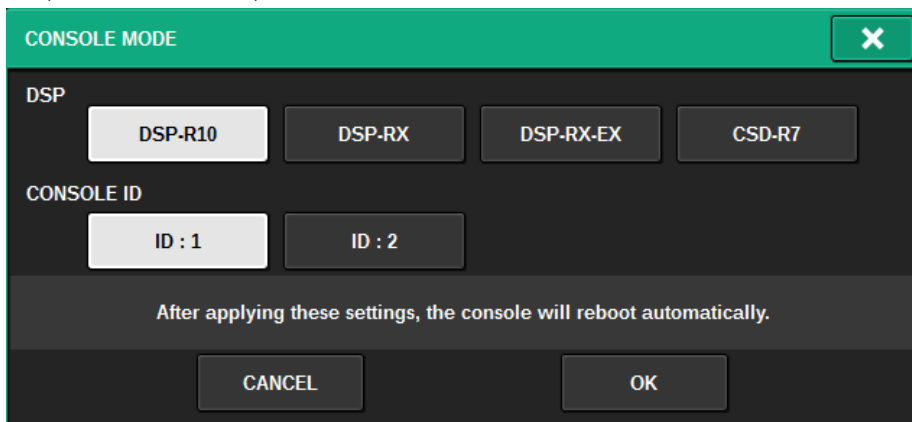 CONSOLE MODE
DSP
DSP-R10 DSP-RX DSP-RX-EX CSD-R7
CONSOLE ID
ID : 1 ID : 2
After applying these settings, the console will reboot automatically.
CANCEL OK